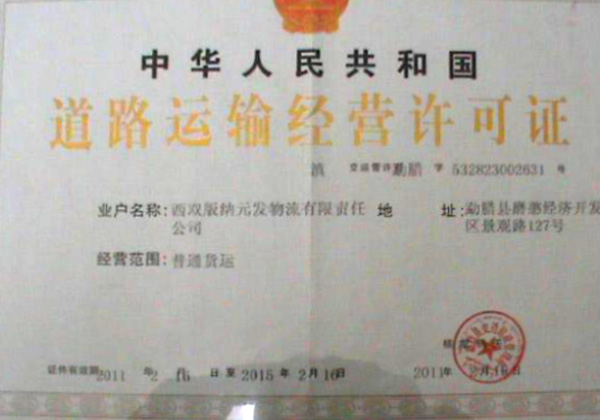 中华人民共和国
道路运输经营许可证
滇 交运管许 勐腊 字 532823002631 号
业户名称: 西双版纳元发物流有限责任 地 址: 勐腊县磨憨经济开发
公司 区景观路127号
经营范围: 普通货运
证件有效期 2011 年 2 月 16 日 至 2015 年 2 月 16 日 2011 年 2 月 16 日